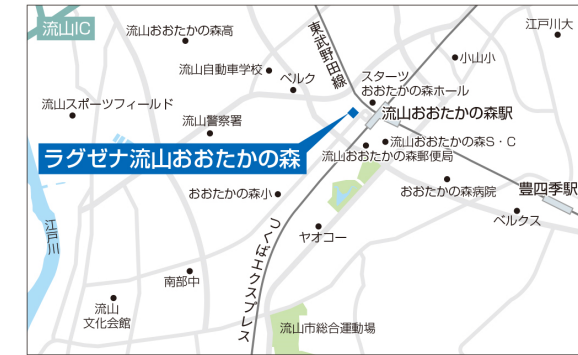 流山IC
流山おおたかの森高
東武野田線
江戸川大
小山小
流山自動車学校
ベルク
スターツ
おおたかの森ホール
流山スポーツフィールド
流山警察署
流山おおたかの森駅
流山おおたかの森S・C
流山おおたかの森郵便局
ラグゼナ流山おおたかの森
おおたかの森小
おおたかの森病院
豊四季駅
ベルクス
江戸川
ヤオコー
つくばエクスプレス
南部中
流山
文化会館
流山市総合運動場